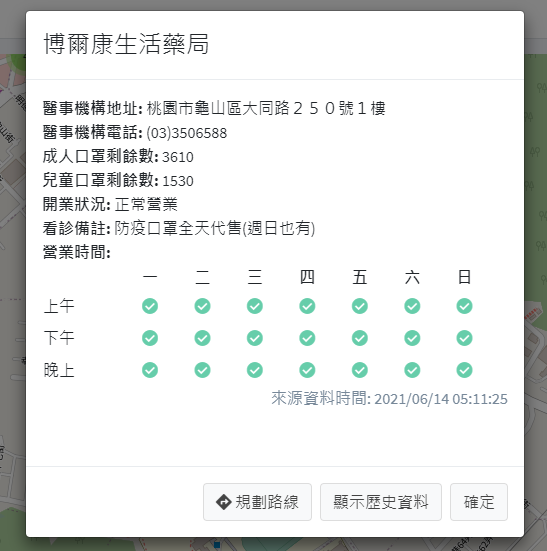 博爾康生活藥局
醫事機構地址: 桃園市龜山區大同路２５０號１樓
醫事機構電話: (03)3506588
成人口罩剩餘數: 3610
兒童口罩剩餘數: 1530
開業狀況: 正常營業
看診備註: 防疫口罩全天代售(週日也有)
營業時間:
一 二 三 四 五 六 日
上午
下午
晚上
來源資料時間: 2021/06/14 05:11:25
規劃路線 顯示歷史資料 確定